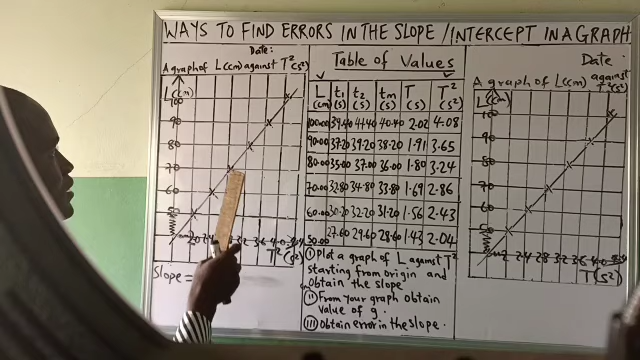 WAYS TO FIND ERRORS IN THE SLOPE / INTERCEPT IN A GRAPH
Date:
A graph of L(cm) against T²(s²)
L(cm)
100
90
80
70
60
50
T²(s²)
Slope =
Table of Values
L(cm) t₁(s) t₂(s) tm(s) T(s) T²(s²)
100.00 39.40 41.40 40.40 2.02 4.08
90.00 37.20 39.20 38.20 1.91 3.65
80.00 35.00 37.00 36.00 1.80 3.24
70.00 32.80 34.80 33.80 1.69 2.86
60.00 30.20 32.20 31.20 1.56 2.43
50.00 27.60 29.60 28.60 1.43 2.04
(I) Plot a graph of L against T²
starting from origin and
obtain the slope
(II) From your graph obtain
value of g.
(III) Obtain error in the slope.
Date:
A graph of L(cm) against
T²(s²)
L(cm)
100
90
80
70
60
50
T(s²)